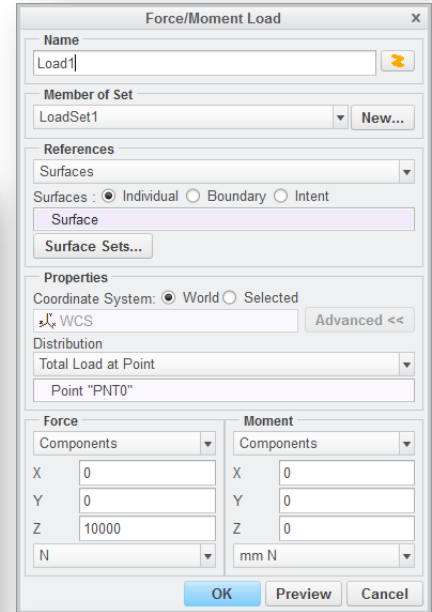 Force/Moment Load
x
Name
Load1
Member of Set
LoadSet1
New...
References
Surfaces
Surfaces : Individual Boundary Intent
Surface
Surface Sets...
Properties
Coordinate System: World Selected
WCS Advanced <<
Distribution
Total Load at Point
Point "PNT0"
Force Moment
Components Components
X 0 X 0
Y 0 Y 0
Z 10000 Z 0
N mm N
OK Preview Cancel